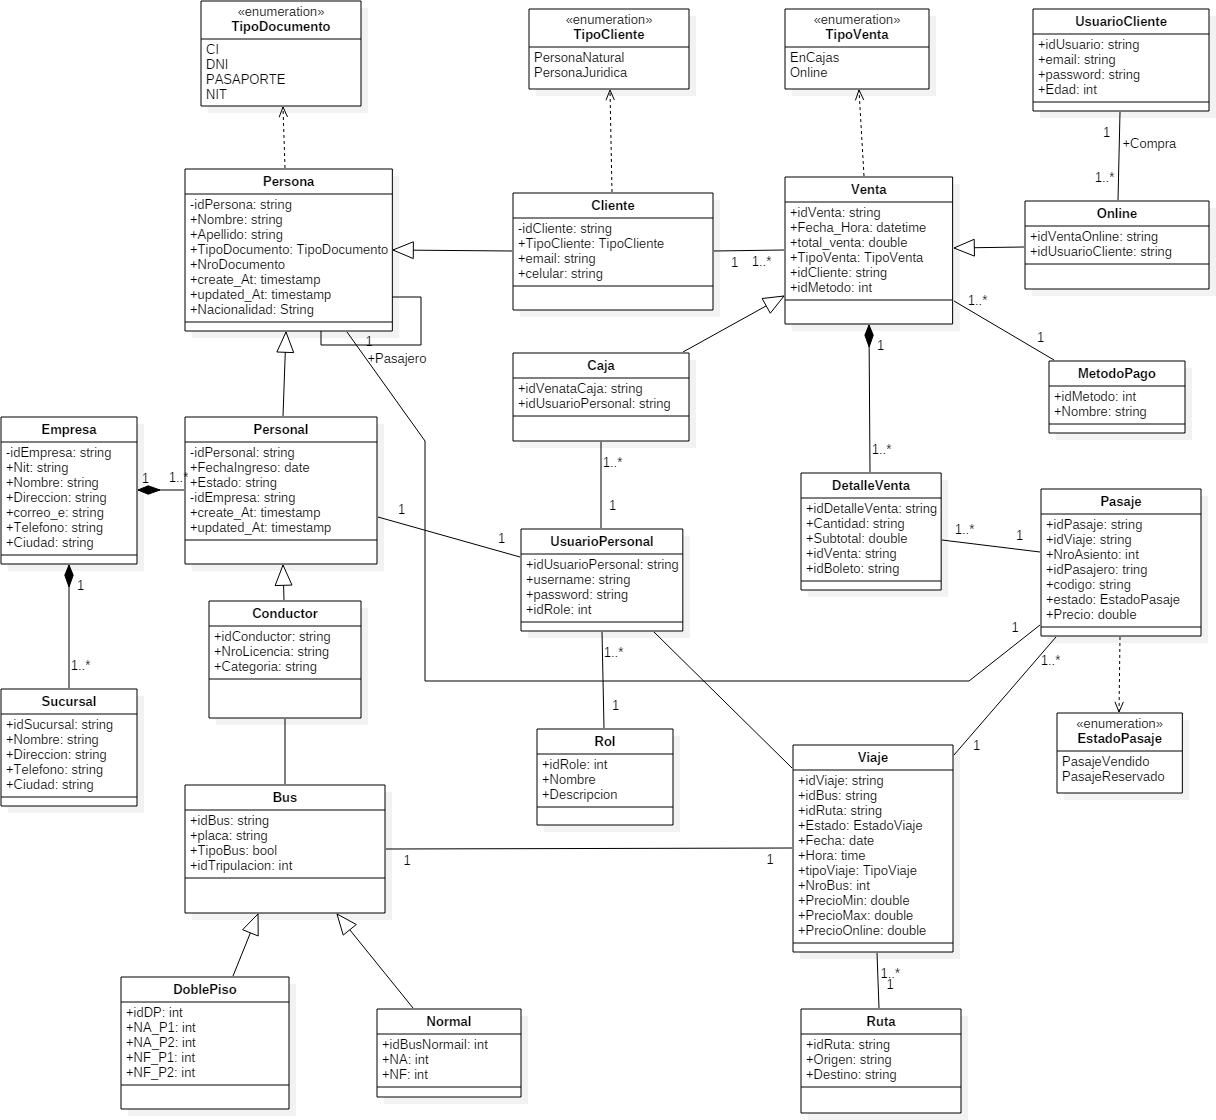 «enumeration»
TipoDocumento
CI
DNI
PASAPORTE
NIT
«enumeration»
TipoCliente
PersonaNatural
PersonaJuridica
«enumeration»
TipoVenta
EnCajas
Online
UsuarioCliente
+idUsuario: string
+email: string
+password: string
+Edad: int
1
+Compra
1..*
Persona
-idPersona: string
+Nombre: string
+Apellido: string
+TipoDocumento: TipoDocumento
+NroDocumento
+create_At: timestamp
+updated_At: timestamp
+Nacionalidad: String
1
+Pasajero
Cliente
-idCliente: string
+TipoCliente: TipoCliente
+email: string
+celular: string
1
1..*
Venta
+idVenta: string
+Fecha_Hora: datetime
+total_venta: double
+TipoVenta: TipoVenta
+idCliente: string
+idMetodo: int
Online
+idVentaOnline: string
+idUsuarioCliente: string
1..*
1
1
MetodoPago
+idMetodo: int
+Nombre: string
Caja
+idVenataCaja: string
+idUsuarioPersonal: string
1..*
1
1..*
Empresa
-idEmpresa: string
+Nit: string
+Nombre: string
+Direccion: string
+correo_e: string
+Telefono: string
+Ciudad: string
1
1..*
Personal
-idPersonal: string
+FechaIngreso: date
+Estado: string
-idEmpresa: string
+create_At: timestamp
+updated_At: timestamp
1
1
DetalleVenta
+idDetalleVenta: string
+Cantidad: string
+Subtotal: double
+idVenta: string
+idBoleto: string
1..*
1
Pasaje
+idPasaje: string
+idViaje: string
+NroAsiento: int
+idPasajero: tring
+codigo: string
+estado: EstadoPasaje
+Precio: double
UsuarioPersonal
+idUsuarioPersonal: string
+username: string
+password: string
+idRole: int
1
1..*
Conductor
+idConductor: string
+NroLicencia: string
+Categoria: string
1..*
1
1
1..*
1
Sucursal
+idSucursal: string
+Nombre: string
+Direccion: string
+Telefono: string
+Ciudad: string
Rol
+idRole: int
+Nombre
+Descripcion
«enumeration»
EstadoPasaje
PasajeVendido
PasajeReservado
Viaje
+idViaje: string
+idBus: string
+idRuta: string
+Estado: EstadoViaje
+Fecha: date
+Hora: time
+tipoViaje: TipoViaje
+NroBus: int
+PrecioMin: double
+PrecioMax: double
+PrecioOnline: double
1
Bus
+idBus: string
+placa: string
+TipoBus: bool
+idTripulacion: int
1
1
1..*
1
DoblePiso
+idDP: int
+NA_P1: int
+NA_P2: int
+NF_P1: int
+NF_P2: int
Normal
+idBusNormail: int
+NA: int
+NF: int
Ruta
+idRuta: string
+Origen: string
+Destino: string